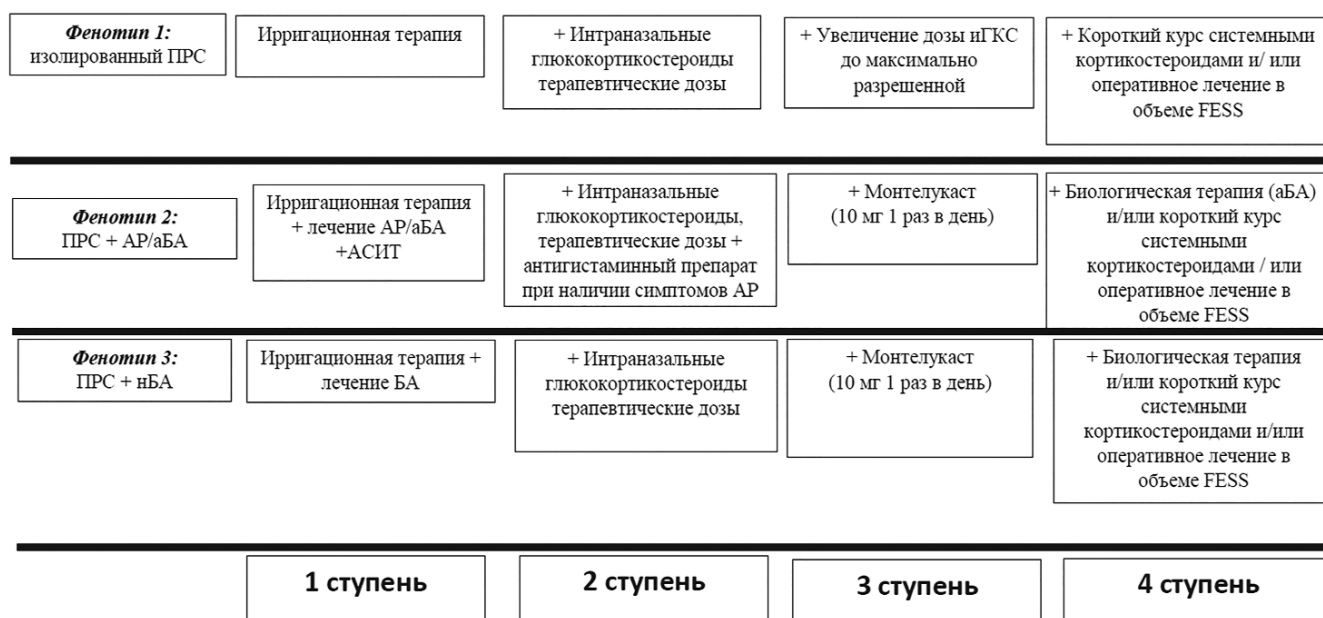 Фенотип 1:
изолированный ПРС
Ирригационная терапия
+ Интраназальные
глюкокортикостероиды
терапевтические дозы
+ Увеличение дозы иГКС
до максимально
разрешенной
+ Короткий курс системными
кортикостероидами и/ или
оперативное лечение в
объеме FESS
Фенотип 2:
ПРС + АР/аБА
Ирригационная терапия
+ лечение АР/аБА
+АСИТ
+ Интраназальные
глюкокортикостероиды,
терапевтические дозы +
антигистаминный препарат
при наличии симптомов АР
+ Монтелукаст
(10 мг 1 раз в день)
+ Биологическая терапия (аБА)
и/или короткий курс
системными
кортикостероидами / или
оперативное лечение в
объеме FESS
Фенотип 3:
ПРС + нБА
Ирригационная терапия +
лечение БА
+ Интраназальные
глюкокортикостероиды
терапевтические дозы
+ Монтелукаст
(10 мг 1 раз в день)
+ Биологическая терапия
и/или короткий курс
системными
кортикостероидами и/или
оперативное лечение в
объеме FESS
1 ступень
2 ступень
3 ступень
4 ступень